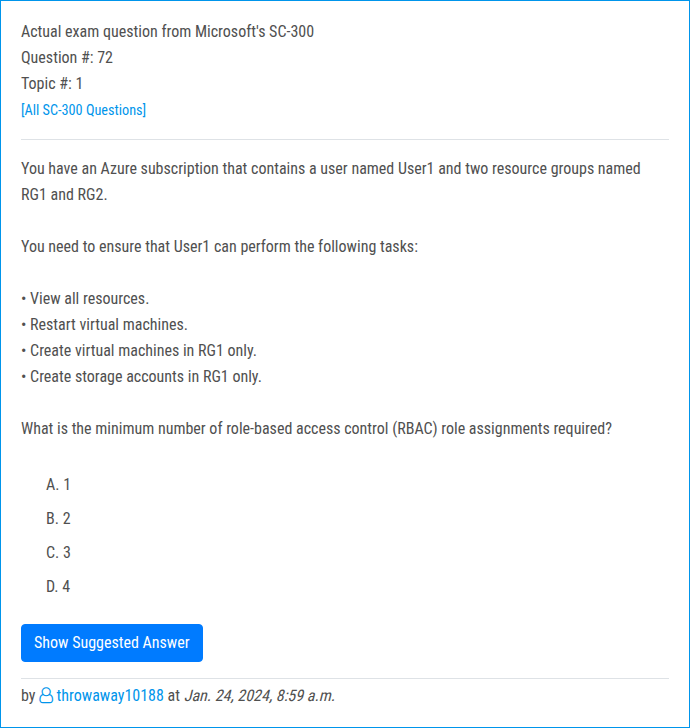 Actual exam question from Microsoft's SC-300
Question #: 72
Topic #: 1
[All SC-300 Questions]
You have an Azure subscription that contains a user named User1 and two resource groups named
RG1 and RG2.
You need to ensure that User1 can perform the following tasks:
• View all resources.
• Restart virtual machines.
• Create virtual machines in RG1 only.
• Create storage accounts in RG1 only.
What is the minimum number of role-based access control (RBAC) role assignments required?
A. 1
B. 2
C. 3
D. 4
Show Suggested Answer
by throwaway10188 at Jan. 24, 2024, 8:59 a.m.